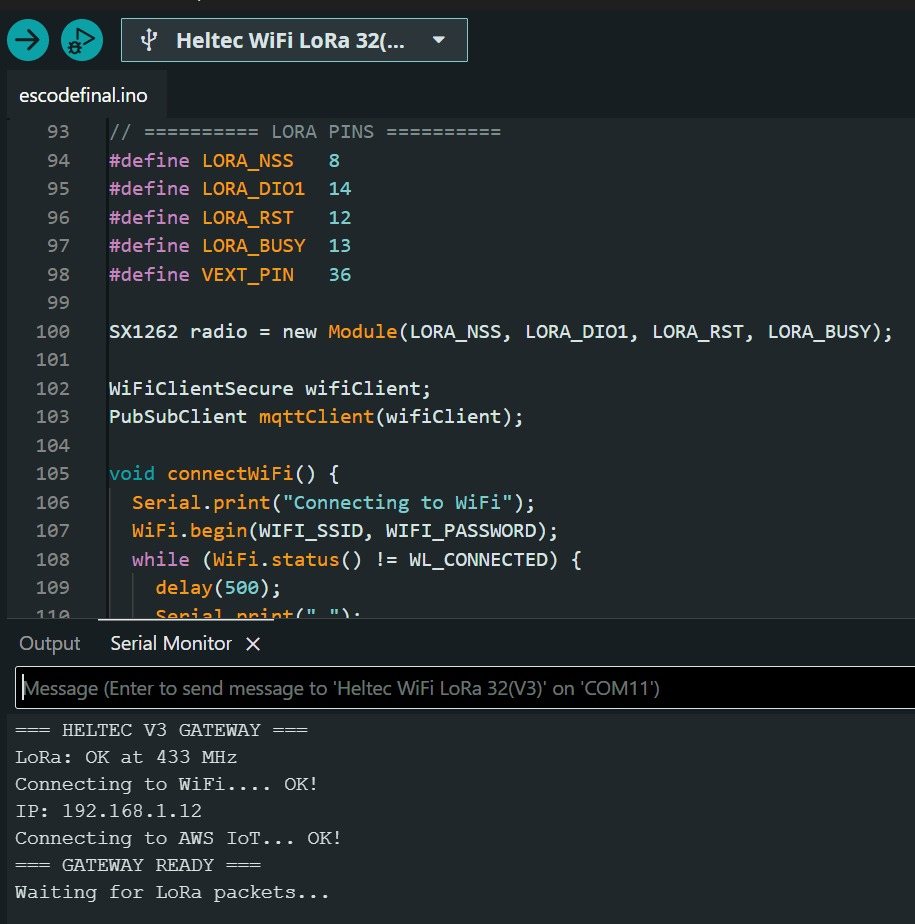 Heltec WiFi LoRa 32(...
escodefinal.ino
93 // ========== LORA PINS ==========
94 #define LORA_NSS 8
95 #define LORA_DIO1 14
96 #define LORA_RST 12
97 #define LORA_BUSY 13
98 #define VEXT_PIN 36
99
100 SX1262 radio = new Module(LORA_NSS, LORA_DIO1, LORA_RST, LORA_BUSY);
101
102 WiFiClientSecure wifiClient;
103 PubSubClient mqttClient(wifiClient);
104
105 void connectWiFi() {
106 Serial.print("Connecting to WiFi");
107 WiFi.begin(WIFI_SSID, WIFI_PASSWORD);
108 while (WiFi.status() != WL_CONNECTED) {
109 delay(500);
110 Serial.print(".");
Output Serial Monitor
Message (Enter to send message to 'Heltec WiFi LoRa 32(V3)' on 'COM11')
=== HELTEC V3 GATEWAY ===
LoRa: OK at 433 MHz
Connecting to WiFi.... OK!
IP: 192.168.1.12
Connecting to AWS IoT... OK!
=== GATEWAY READY ===
Waiting for LoRa packets...